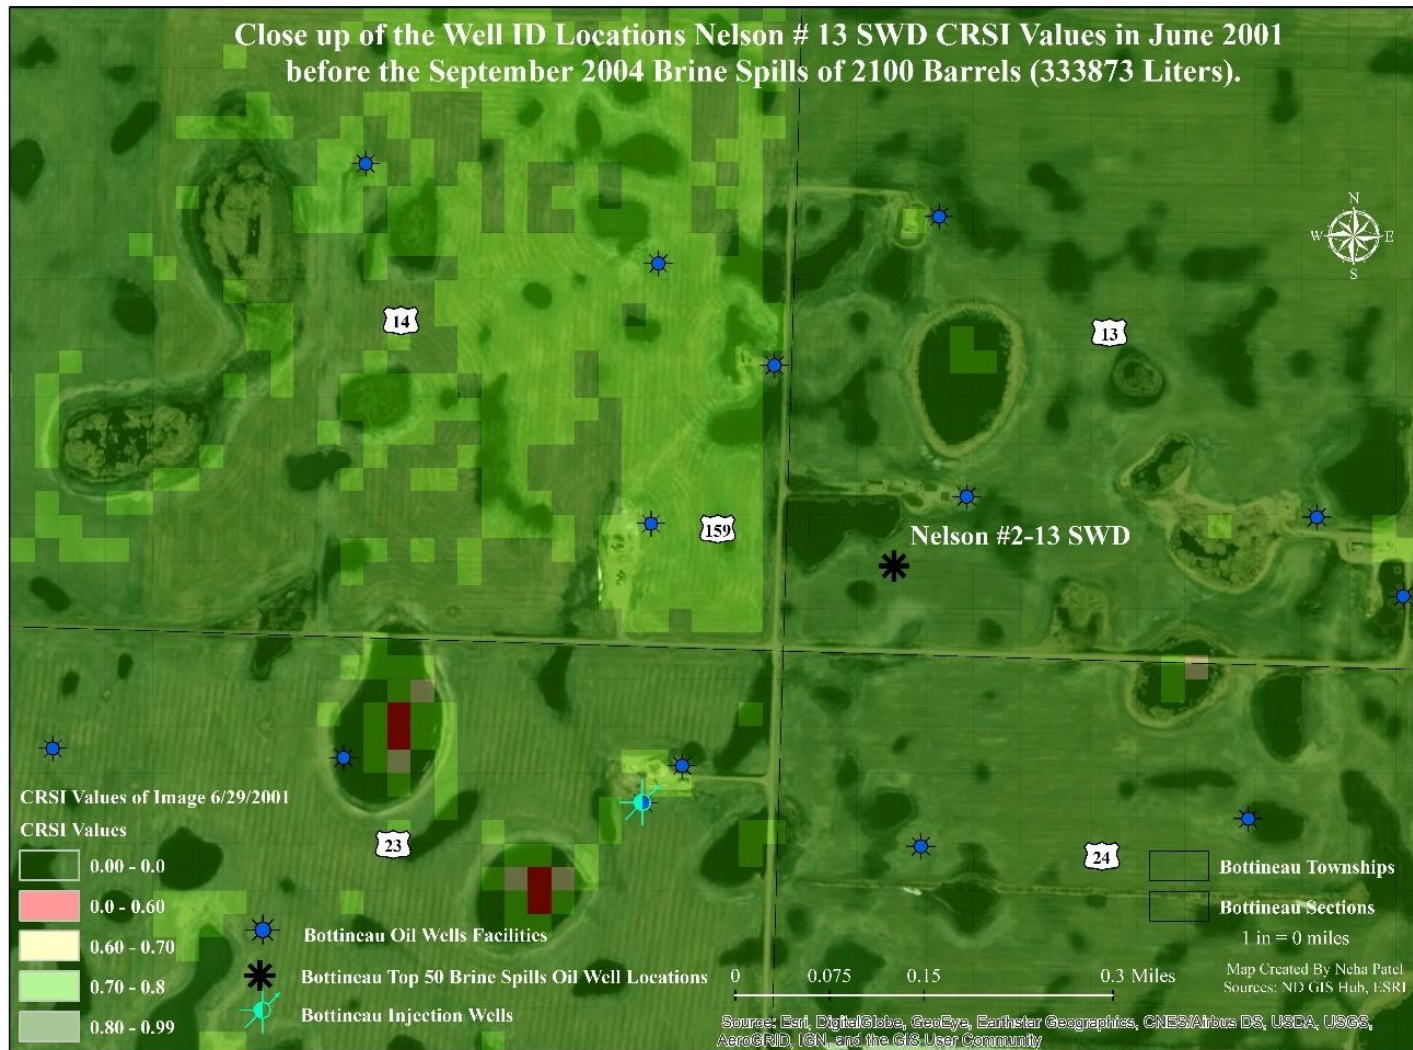 Close up of the Well ID Locations Nelson # 13 SWD CRSI Values in June 2001
before the September 2004 Brine Spills of 2100 Barrels (333873 Liters).
N
W E
S
14
13
159
Nelson #2-13 SWD
23
24
CRSI Values of Image 6/29/2001
CRSI Values
0.00 - 0.0
0.0 - 0.60
0.60 - 0.70
0.70 - 0.8
0.80 - 0.99
Bottineau Oil Wells Facilities
Bottineau Top 50 Brine Spills Oil Well Locations
Bottineau Injection Wells
Bottineau Townships
Bottineau Sections
1 in = 0 miles
0 0.075 0.15 0.3 Miles
Map Created By Neha Patel
Sources: ND GIS Hub, ESRI
Source: Esri, DigitalGlobe, GeoEye, Earthstar Geographics, CNES/Airbus DS, USDA, USGS,
AeroGRID, IGN, and the GIS User Community